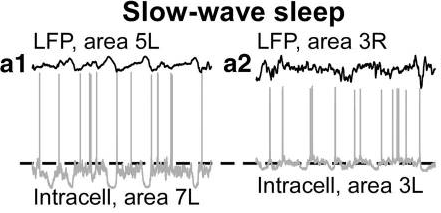 Slow-wave sleep
LFP, area 5L
LFP, area 3R
a1
a2
Intracell, area 7L
Intracell, area 3L